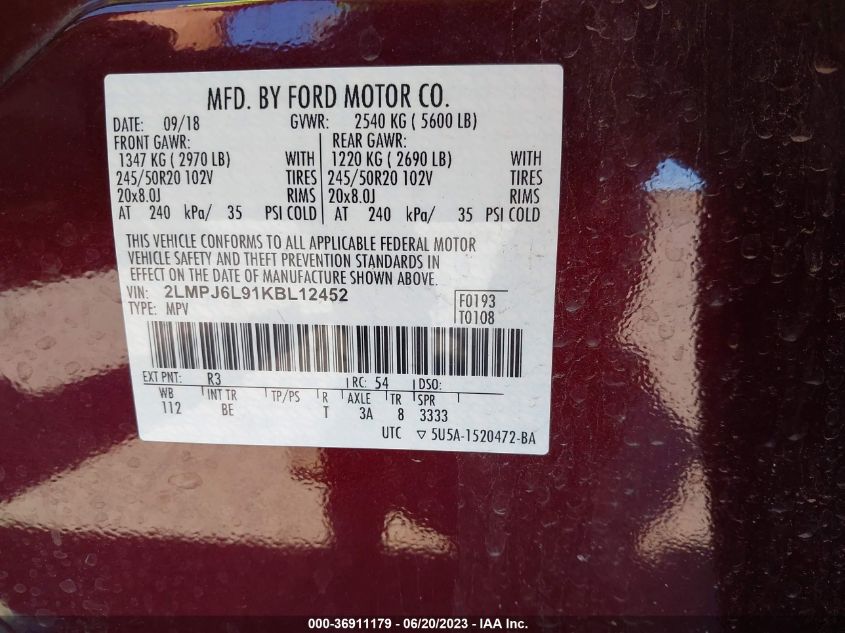 MFD. BY FORD MOTOR CO.
DATE: 09/18 GVWR: 2540 KG ( 5600 LB)
FRONT GAWR: REAR GAWR:
1347 KG ( 2970 LB) WITH 1220 KG ( 2690 LB) WITH
245/50R20 102V TIRES 245/50R20 102V TIRES
20x8.0J RIMS 20x8.0J RIMS
AT 240 kPa/ 35 PSI COLD AT 240 kPa/ 35 PSI COLD
THIS VEHICLE CONFORMS TO ALL APPLICABLE FEDERAL MOTOR
VEHICLE SAFETY AND THEFT PREVENTION STANDARDS IN
EFFECT ON THE DATE OF MANUFACTURE SHOWN ABOVE.
VIN: 2LMPJ6L91KBL12452 F0193
TYPE: MPV T0108
EXT PNT: R3 RC: 54 DSO:
WB INT TR TP/PS R AXLE TR SPR
112 BE T 3A 8 3333
UTC ▽ 5U5A-1520472-BA
000-36911179 - 06/20/2023 - IAA Inc.